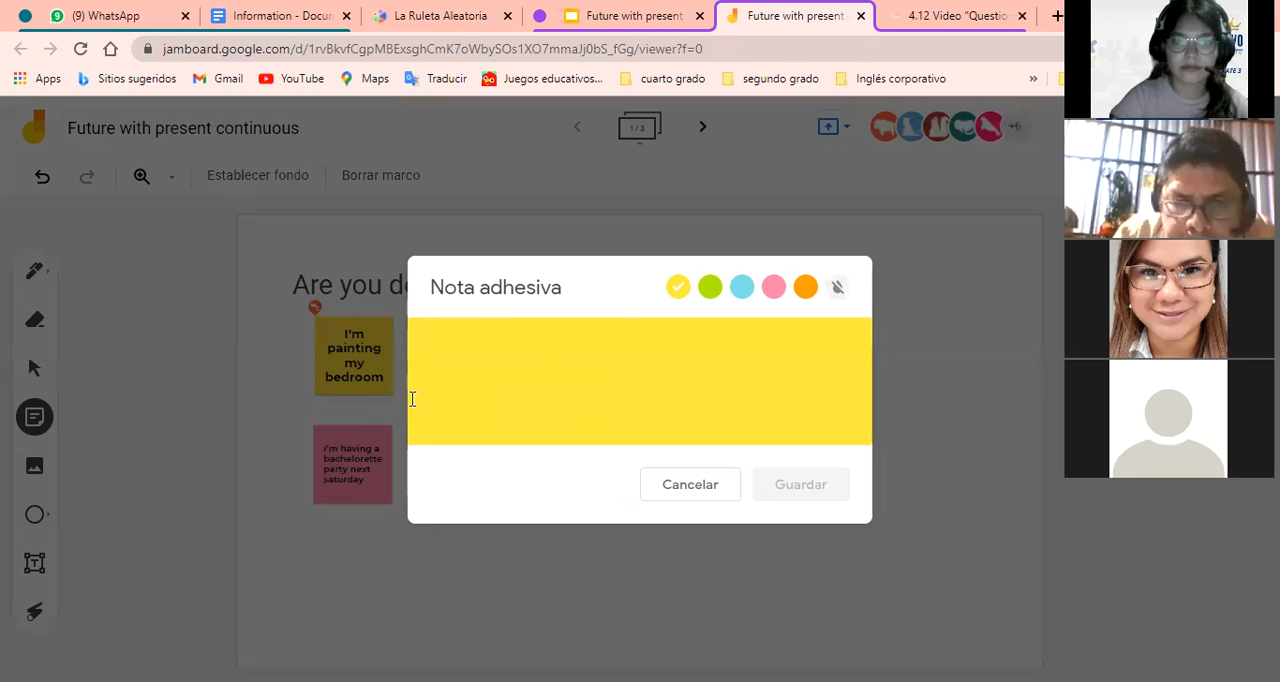 (9) WhatsApp
Information - Docun
La Ruleta Aleatoria
Future with present
Future with present
4.12 Video "Questio
jamboard.google.com/d/1rvBkvfCgpMBExsghCmK7oWbySOs1XO7mmaJj0bS_fGg/viewer?f=0
Apps
Sitios sugeridos
Gmail
YouTube
Maps
Traducir
Juegos educativos...
cuarto grado
segundo grado
Inglés corporativo
Future with present continuous
1 / 3
+6
Establecer fondo
Borrar marco
Are you d
Nota adhesiva
I'm
painting
my
bedroom
i'm having a
bachelorette
party next
saturday
Cancelar
Guardar